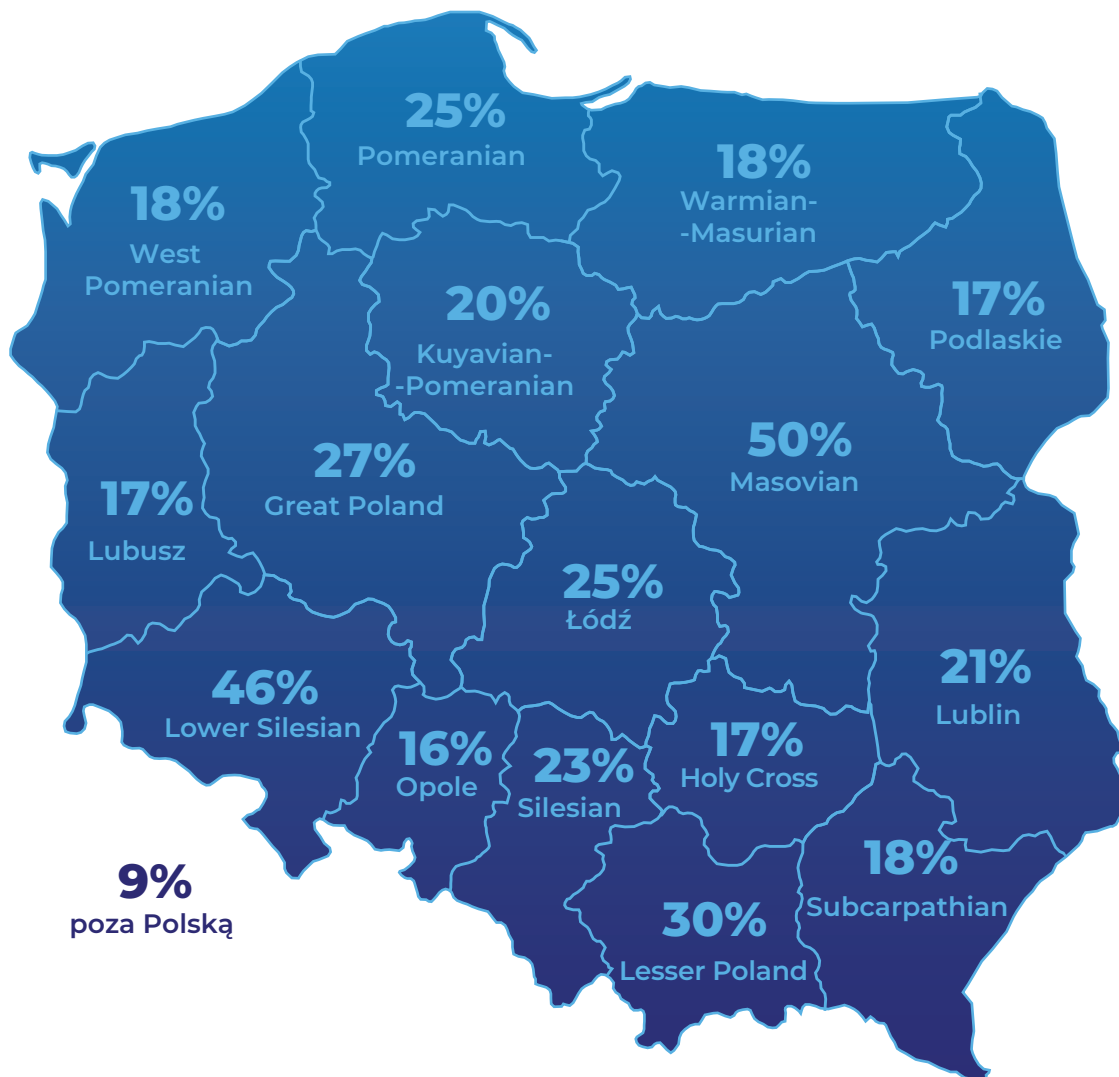 25%
Pomeranian
18%
Warmian-
-Masurian
18%
West
Pomeranian
17%
Podlaskie
20%
Kuyavian-
-Pomeranian
50%
Masovian
27%
Great Poland
17%
Lubusz
25%
Łódź
21%
Lublin
46%
Lower Silesian
16%
Opole
23%
Silesian
17%
Holy Cross
18%
Subcarpathian
30%
Lesser Poland
9%
poza Polską